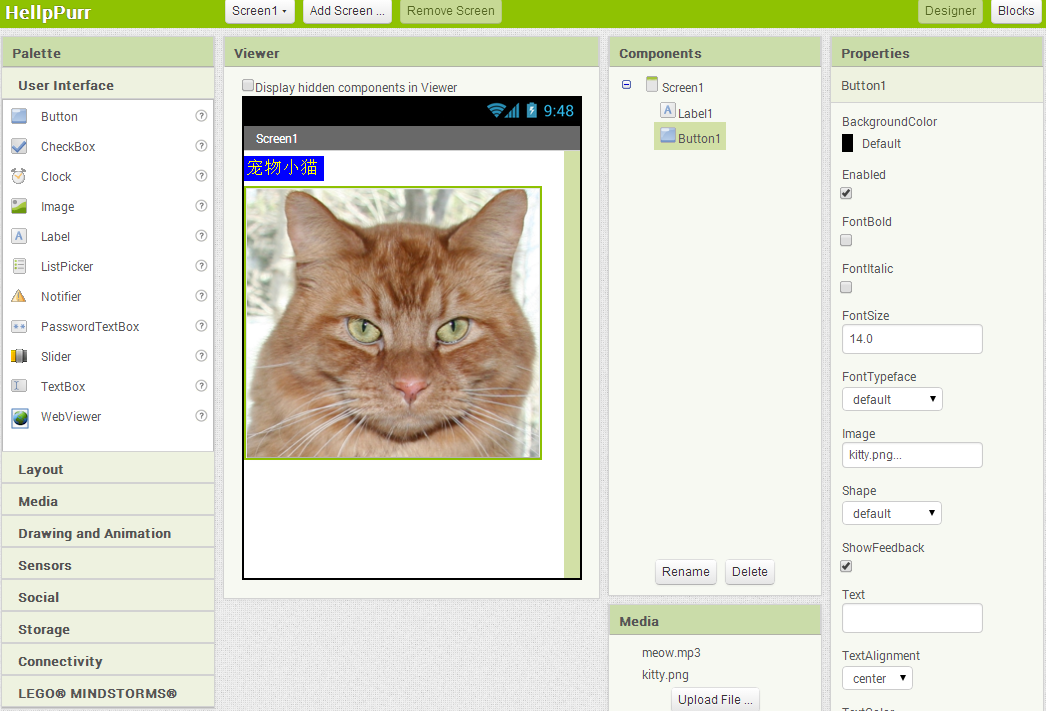 HellpPurr
Screen1
Add Screen ...
Remove Screen
Designer
Blocks
Palette
User Interface
Button
CheckBox
Clock
Image
Label
ListPicker
Notifier
PasswordTextBox
Slider
TextBox
WebViewer
Layout
Media
Drawing and Animation
Sensors
Social
Storage
Connectivity
LEGO® MINDSTORMS®
Viewer
Display hidden components in Viewer
9:48
Screen1
宠物小猫
Components
Screen1
Label1
Button1
Rename
Delete
Media
meow.mp3
kitty.png
Upload File ...
Properties
Button1
BackgroundColor
Default
Enabled
FontBold
FontItalic
FontSize
14.0
FontTypeface
default
Image
kitty.png...
Shape
default
ShowFeedback
Text
TextAlignment
center